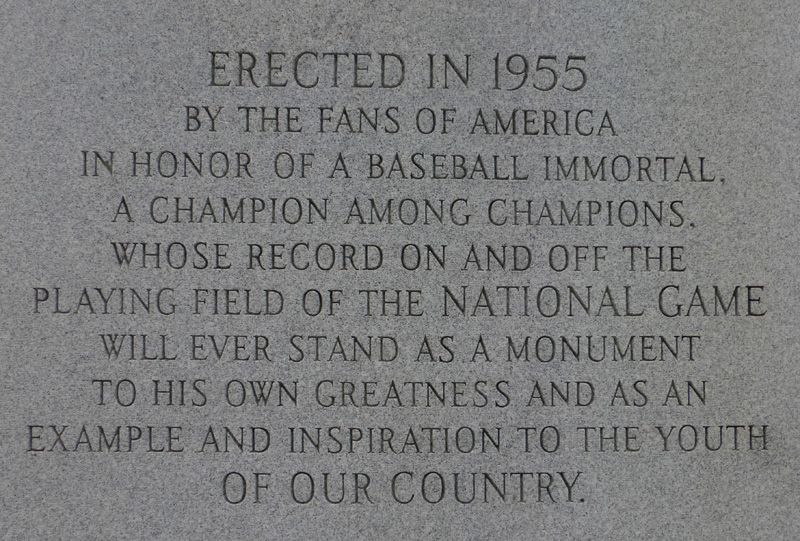 ERECTED IN 1955
BY THE FANS OF AMERICA
IN HONOR OF A BASEBALL IMMORTAL,
A CHAMPION AMONG CHAMPIONS,
WHOSE RECORD ON AND OFF THE
PLAYING FIELD OF THE NATIONAL GAME
WILL EVER STAND AS A MONUMENT
TO HIS OWN GREATNESS AND AS AN
EXAMPLE AND INSPIRATION TO THE YOUTH
OF OUR COUNTRY.